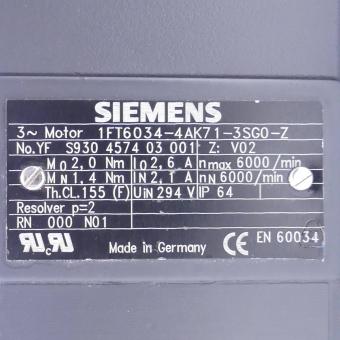 SIEMENS
3~ Motor 1FT6034-4AK71-3SG0-Z
No.YF S930 4574 03 001 Z: V02
M0 2,0 Nm I0 2,6 A nmax 6000/min
MN 1,4 Nm IN 2,1 A nN 6000/min
Th.CL.155 (F) UiN 294 V IP 64
Resolver p=2
RN 000 N01
Made in Germany CE EN 60034